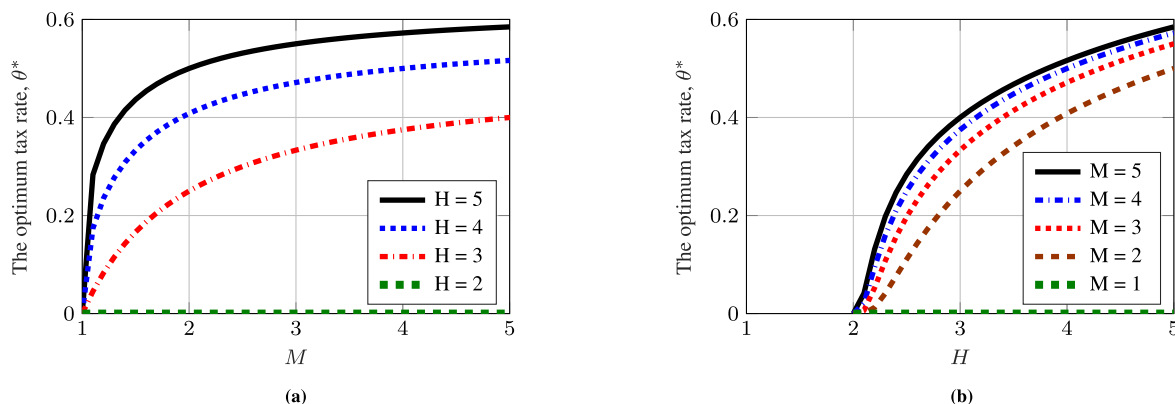 0.6
0.4
0.2
0
The optimum tax rate, θ*
H = 5
H = 4
H = 3
H = 2
1 2 3 4 5
M
(a)
0.6
0.4
0.2
0
The optimum tax rate, θ*
M = 5
M = 4
M = 3
M = 2
M = 1
1 2 3 4 5
H
(b)